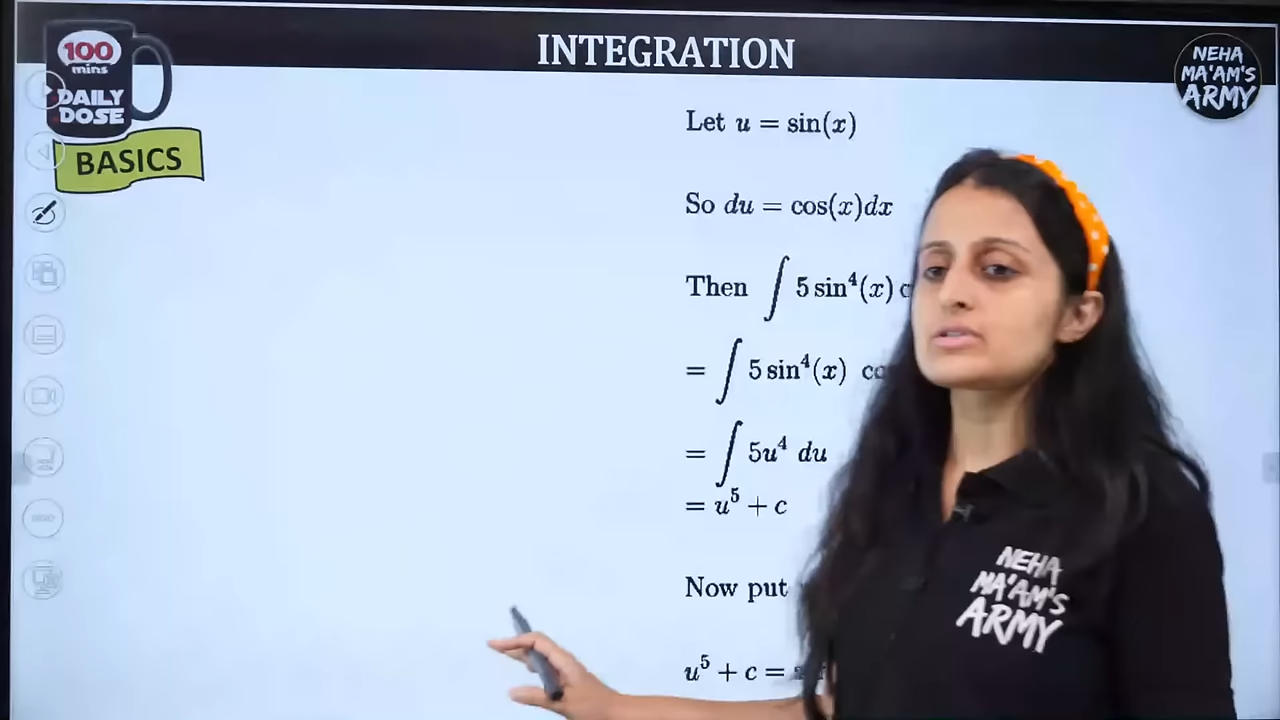 100
mins
DAILY
DOSE
BASICS
INTEGRATION
NEHA
MA'AM'S
ARMY
Let u = sin(x)
So du = cos(x)dx
Then ∫ 5 sin⁴(x)
= ∫ 5 sin⁴(x)
= ∫ 5u⁴ du
= u⁵ + c
Now put
u⁵ + c =
NEHA
MA'AM'S
ARMY